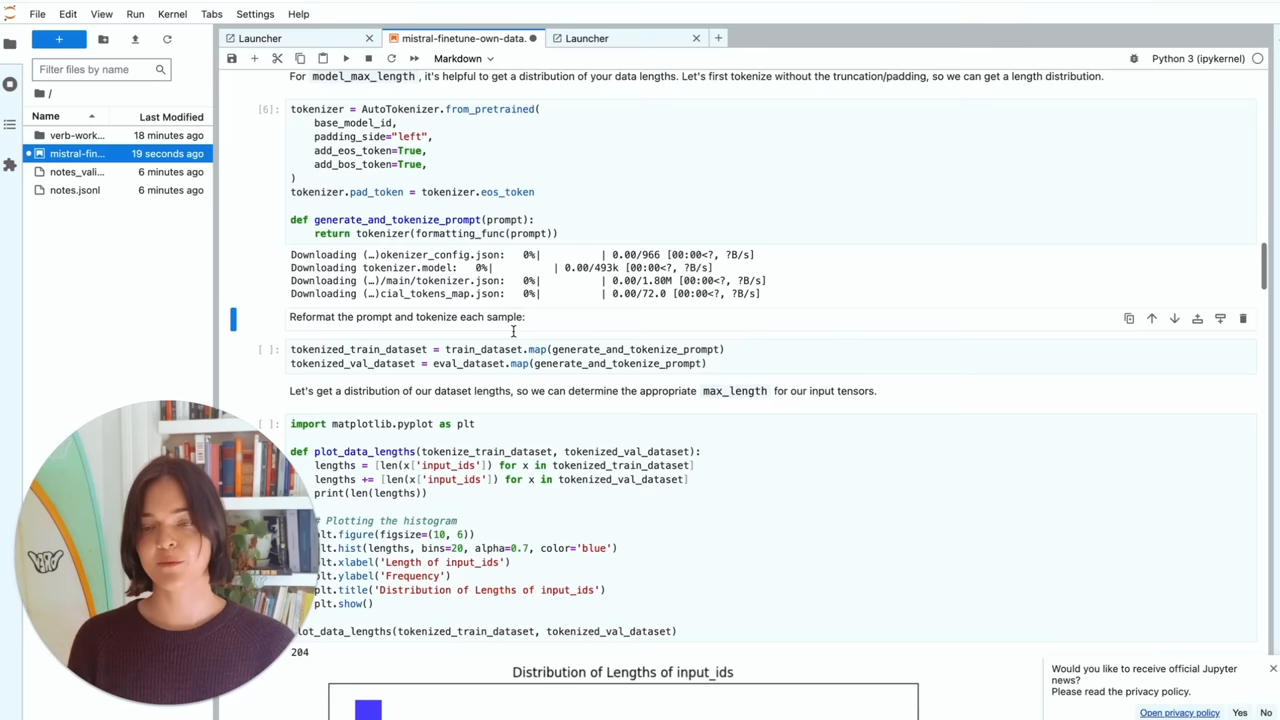 File Edit View Run Kernel Tabs Settings Help
Launcher
mistral-finetune-own-data.
Launcher
Filter files by name
Markdown
Python 3 (ipykernel)
/
Name Last Modified
verb-work... 18 minutes ago
mistral-fin... 19 seconds ago
notes_vali... 6 minutes ago
notes.jsonl 6 minutes ago
For model_max_length, it's helpful to get a distribution of your data lengths. Let's first tokenize without the truncation/padding, so we can get a length distribution.
[6]:
tokenizer = AutoTokenizer.from_pretrained(
    base_model_id,
    padding_side="left",
    add_eos_token=True,
    add_bos_token=True,
)
tokenizer.pad_token = tokenizer.eos_token
def generate_and_tokenize_prompt(prompt):
    return tokenizer(formatting_func(prompt))
Downloading (…)okenizer_config.json:   0%|          | 0.00/966 [00:00<?, ?B/s]
Downloading tokenizer.model:   0%|          | 0.00/493k [00:00<?, ?B/s]
Downloading (…)/main/tokenizer.json:   0%|          | 0.00/1.80M [00:00<?, ?B/s]
Downloading (…)cial_tokens_map.json:   0%|          | 0.00/72.0 [00:00<?, ?B/s]
Reformat the prompt and tokenize each sample:
[ ]:
tokenized_train_dataset = train_dataset.map(generate_and_tokenize_prompt)
tokenized_val_dataset = eval_dataset.map(generate_and_tokenize_prompt)
Let's get a distribution of our dataset lengths, so we can determine the appropriate max_length for our input tensors.
[ ]:
import matplotlib.pyplot as plt
def plot_data_lengths(tokenize_train_dataset, tokenized_val_dataset):
    lengths = [len(x['input_ids']) for x in tokenized_train_dataset]
    lengths += [len(x['input_ids']) for x in tokenized_val_dataset]
    print(len(lengths))
    # Plotting the histogram
    plt.figure(figsize=(10, 6))
    plt.hist(lengths, bins=20, alpha=0.7, color='blue')
    plt.xlabel('Length of input_ids')
    plt.ylabel('Frequency')
    plt.title('Distribution of Lengths of input_ids')
    plt.show()
plot_data_lengths(tokenized_train_dataset, tokenized_val_dataset)
204
Distribution of Lengths of input_ids
Would you like to receive official Jupyter
news?
Please read the privacy policy.
Open privacy policy Yes No